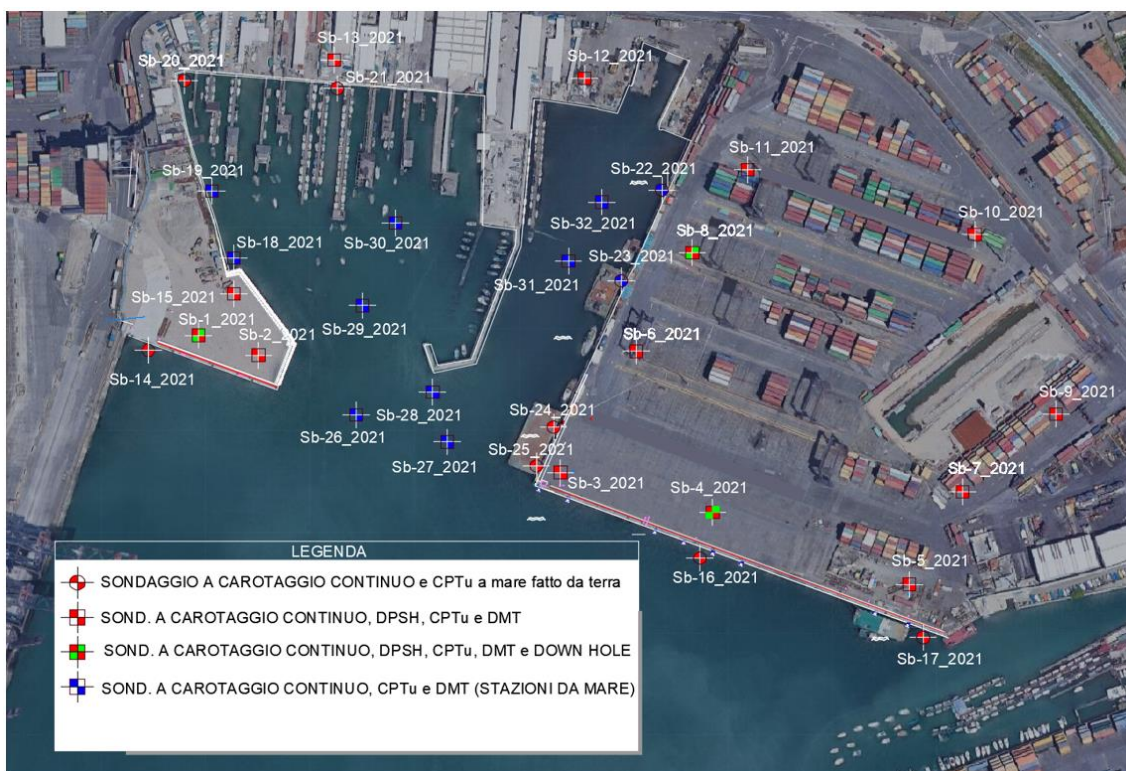 Sb-13_2021
Sb-20_2021
Sb-12_2021
Sb-21_2021
Sb-11_2021
Sb-19_2021
Sb-22_2021
Sb-10_2021
Sb-32_2021
Sb-18_2021
Sb-30_2021
Sb-8_2021
Sb-23_2021
Sb-15_2021
Sb-31_2021
Sb-1_2021
Sb-29_2021
Sb-6_2021
Sb-2_2021
Sb-14_2021
Sb-9_2021
Sb-28_2021
Sb-24_2021
Sb-26_2021
Sb-25_2021
Sb-27_2021
Sb-7_2021
Sb-3_2021
Sb-4_2021
LEGENDA
Sb-5_2021
Sb-16_2021
SONDAGGIO A CAROTAGGIO CONTINUO e CPTu a mare fatto da terra
SOND. A CAROTAGGIO CONTINUO, DPSH, CPTu e DMT
SOND. A CAROTAGGIO CONTINUO, DPSH, CPTu, DMT e DOWN HOLE
Sb-17_2021
SOND. A CAROTAGGIO CONTINUO, CPTu e DMT (STAZIONI DA MARE)